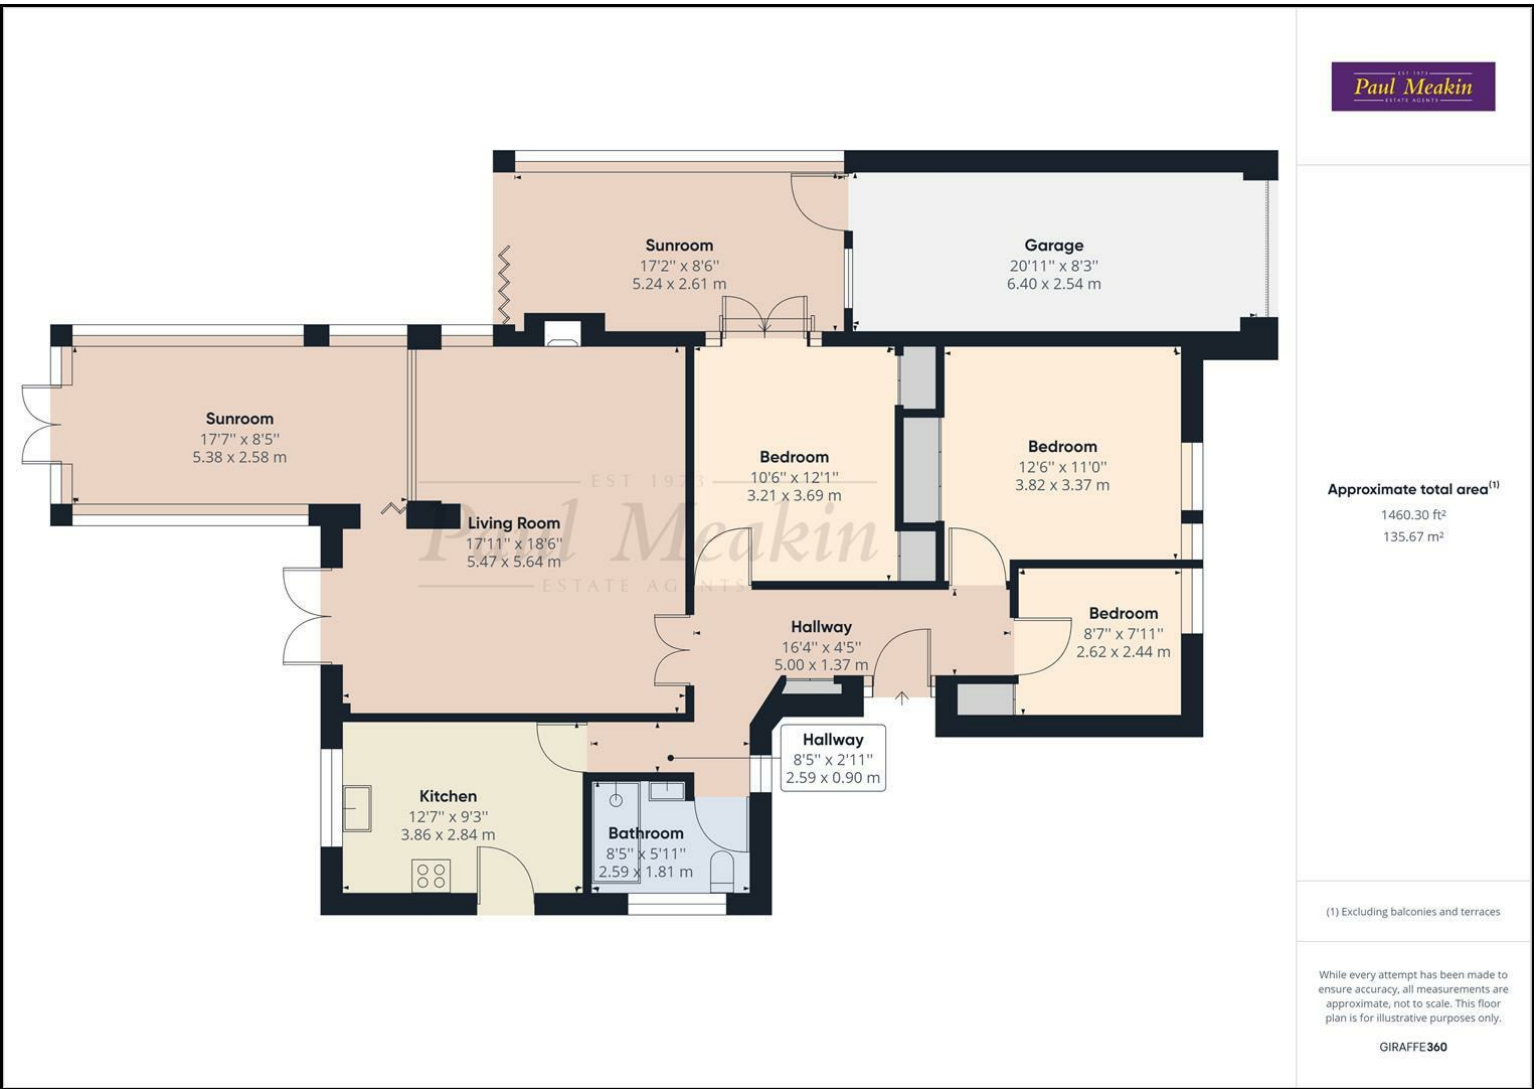 EST 1973
Paul Meakin
ESTATE AGENTS
Sunroom
17'2" x 8'6"
5.24 x 2.61 m
Garage
20'11" x 8'3"
6.40 x 2.54 m
Sunroom
17'7" x 8'5"
5.38 x 2.58 m
Bedroom
10'6" x 12'1"
3.21 x 3.69 m
Bedroom
12'6" x 11'0"
3.82 x 3.37 m
EST 1973
Paul Meakin
ESTATE AGENTS
Living Room
17'11" x 18'6"
5.47 x 5.64 m
Hallway
16'4" x 4'5"
5.00 x 1.37 m
Bedroom
8'7" x 7'11"
2.62 x 2.44 m
Hallway
8'5" x 2'11"
2.59 x 0.90 m
Kitchen
12'7" x 9'3"
3.86 x 2.84 m
Bathroom
8'5" x 5'11"
2.59 x 1.81 m
Approximate total area(1)
1460.30 ft²
135.67 m²
(1) Excluding balconies and terraces
While every attempt has been made to
ensure accuracy, all measurements are
approximate, not to scale. This floor
plan is for illustrative purposes only.
GIRAFFE360